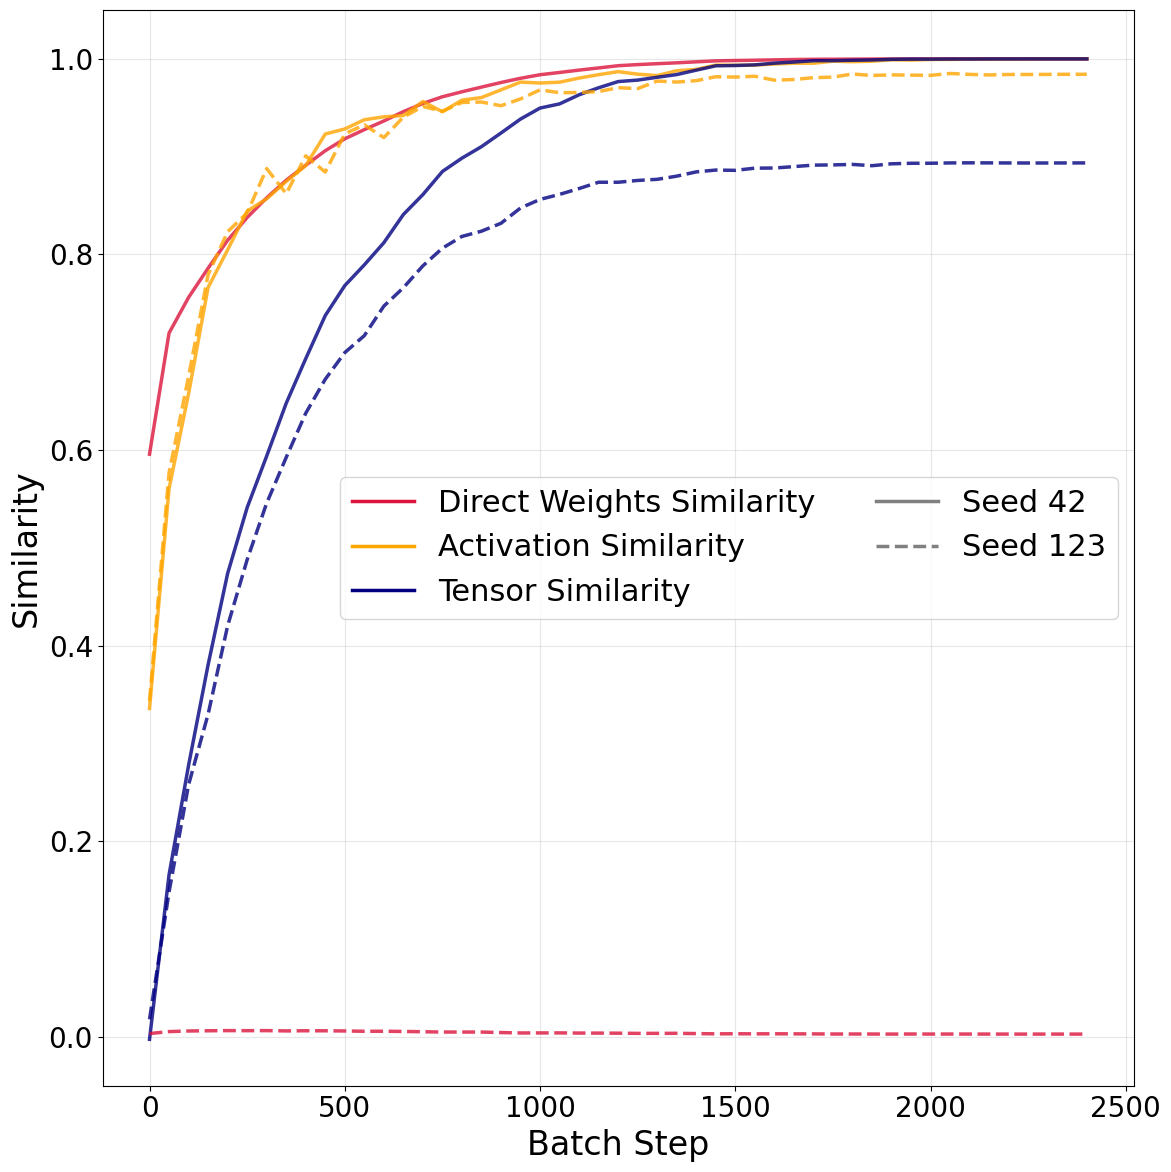 1.0
0.8
0.6
0.4
0.2
0.0
Similarity
Direct Weights Similarity
Activation Similarity
Tensor Similarity
Seed 42
Seed 123
0 500 1000 1500 2000 2500
Batch Step